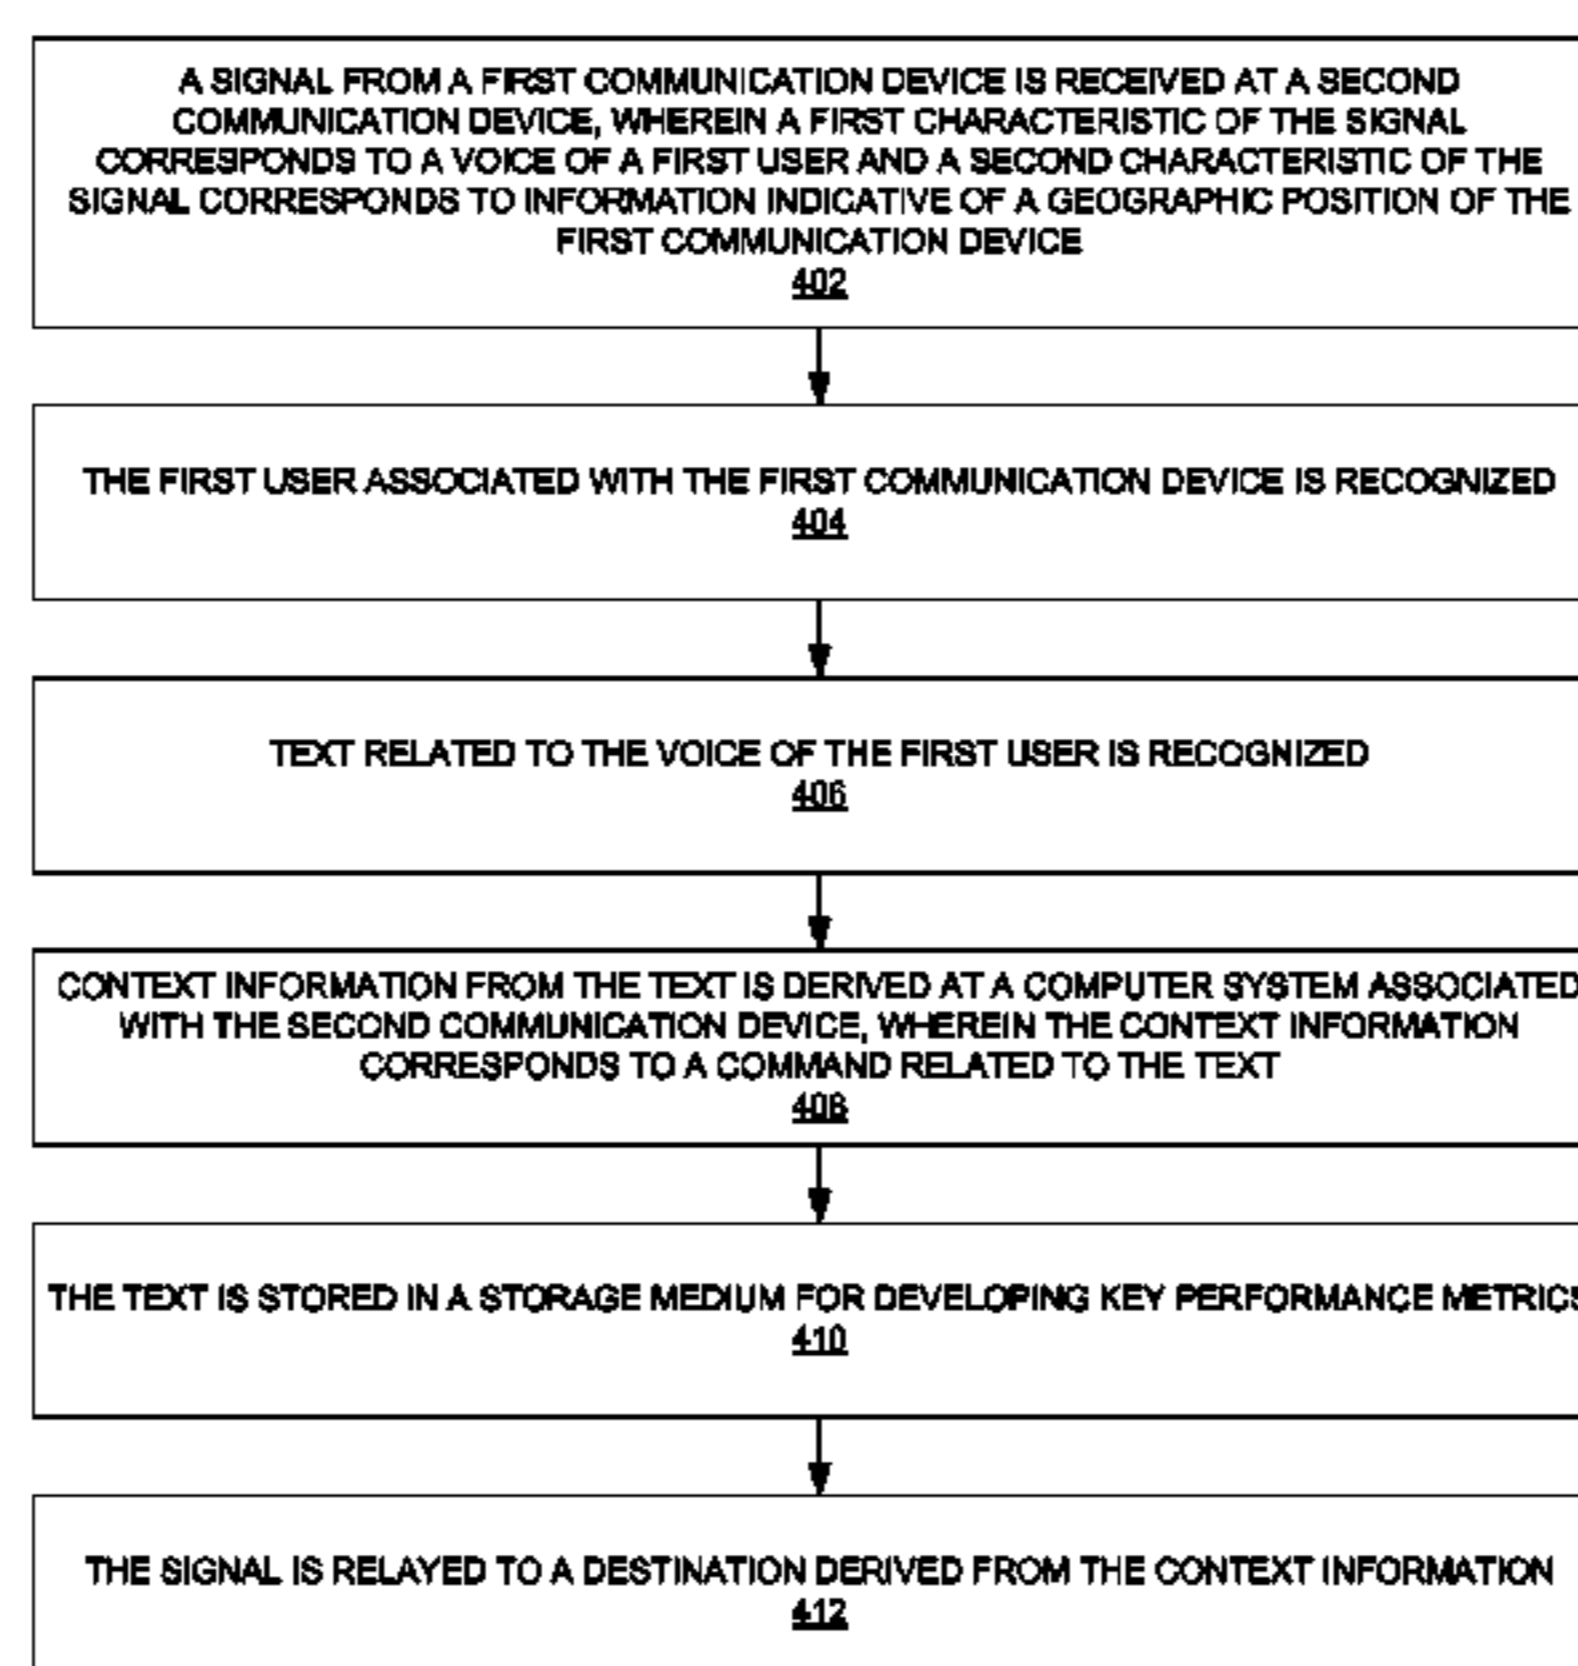 A SIGNAL FROM A FIRST COMMUNICATION DEVICE IS RECEIVED AT A SECOND
COMMUNICATION DEVICE, WHEREIN A FIRST CHARACTERISTIC OF THE SIGNAL
CORRESPONDS TO A VOICE OF A FIRST USER AND A SECOND CHARACTERISTIC OF THE
SIGNAL CORRESPONDS TO INFORMATION INDICATIVE OF A GEOGRAPHIC POSITION OF THE
FIRST COMMUNICATION DEVICE
402
THE FIRST USER ASSOCIATED WITH THE FIRST COMMUNICATION DEVICE IS RECOGNIZED
404
TEXT RELATED TO THE VOICE OF THE FIRST USER IS RECOGNIZED
406
CONTEXT INFORMATION FROM THE TEXT IS DERIVED AT A COMPUTER SYSTEM ASSOCIATED
WITH THE SECOND COMMUNICATION DEVICE, WHEREIN THE CONTEXT INFORMATION
CORRESPONDS TO A COMMAND RELATED TO THE TEXT
408
THE TEXT IS STORED IN A STORAGE MEDIUM FOR DEVELOPING KEY PERFORMANCE METRICS
410
THE SIGNAL IS RELAYED TO A DESTINATION DERIVED FROM THE CONTEXT INFORMATION
412